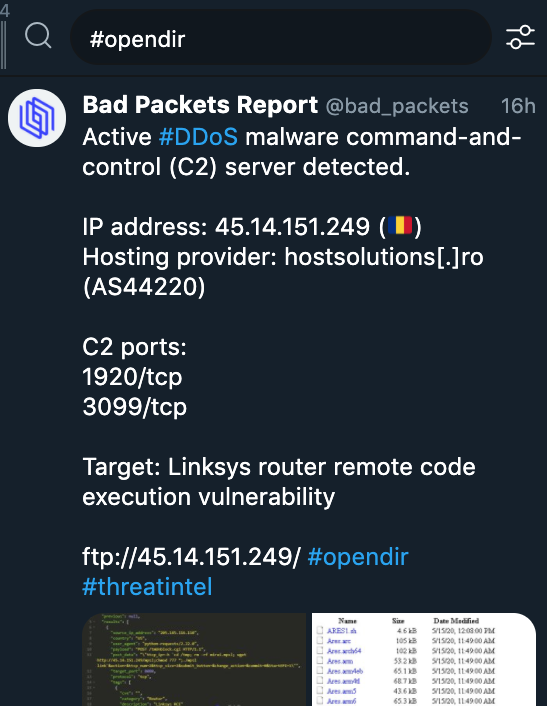 4
#opendir
Bad Packets Report @bad_packets 16h
Active #DDoS malware command-and-
control (C2) server detected.
IP address: 45.14.151.249 (🇷🇴)
Hosting provider: hostsolutions[.]ro
(AS44220)
C2 ports:
1920/tcp
3099/tcp
Target: Linksys router remote code
execution vulnerability
ftp://45.14.151.249/ #opendir
#threatintel
Name Size Date Modified
ARES1.sh 4.6 kB 5/15/20, 12:03:00 PM
Ares.arc 102 kB 5/15/20, 11:49:00 AM
Ares.arch64 102 kB 5/15/20, 11:49:00 AM
Ares.arm 53.2 kB 5/15/20, 11:49:00 AM
Ares.arm4eb 65.1 kB 5/15/20, 11:49:00 AM
Ares.arm4tl 68.7 kB 5/15/20, 11:49:00 AM
Ares.arm5 43.6 kB 5/15/20, 11:49:00 AM
Ares.arm6 65.3 kB 5/15/20, 11:49:00 AM